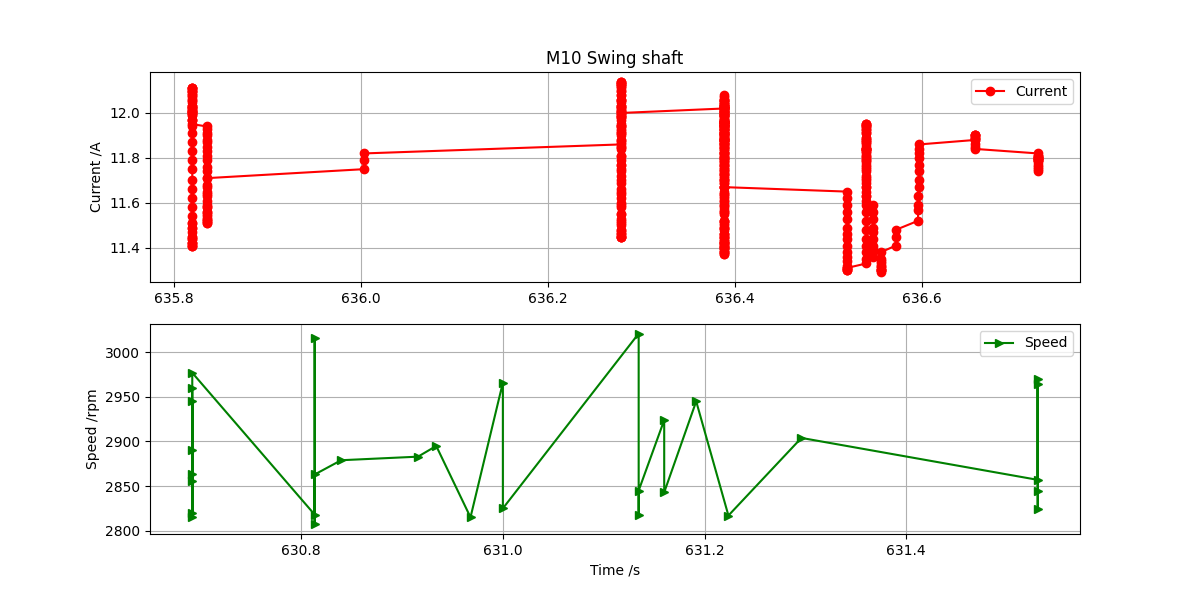 M10 Swing shaft
Current /A
12.0
11.8
11.6
11.4
Current
635.8 636.0 636.2 636.4 636.6
Speed /rpm
3000
2950
2900
2850
2800
Speed
630.8 631.0 631.2 631.4
Time /s